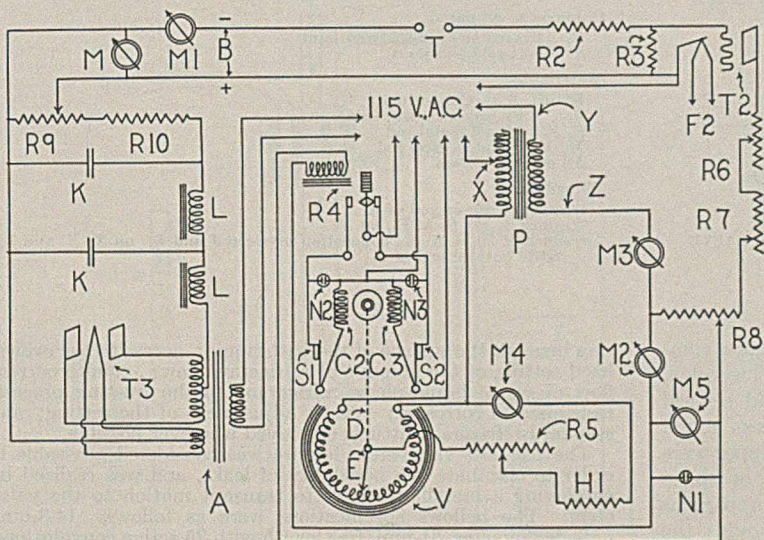 −
M
M1
B
+
T
R2
R3
F2
T2
115 V., A.C.
Y
R9
R10
K
L
R4
X
P
Z
R6
R7
K
L
N2
N3
M3
T3
S1
C2
C3
S2
M4
M2
R8
M5
D
R5
E
H1
N1
A
V